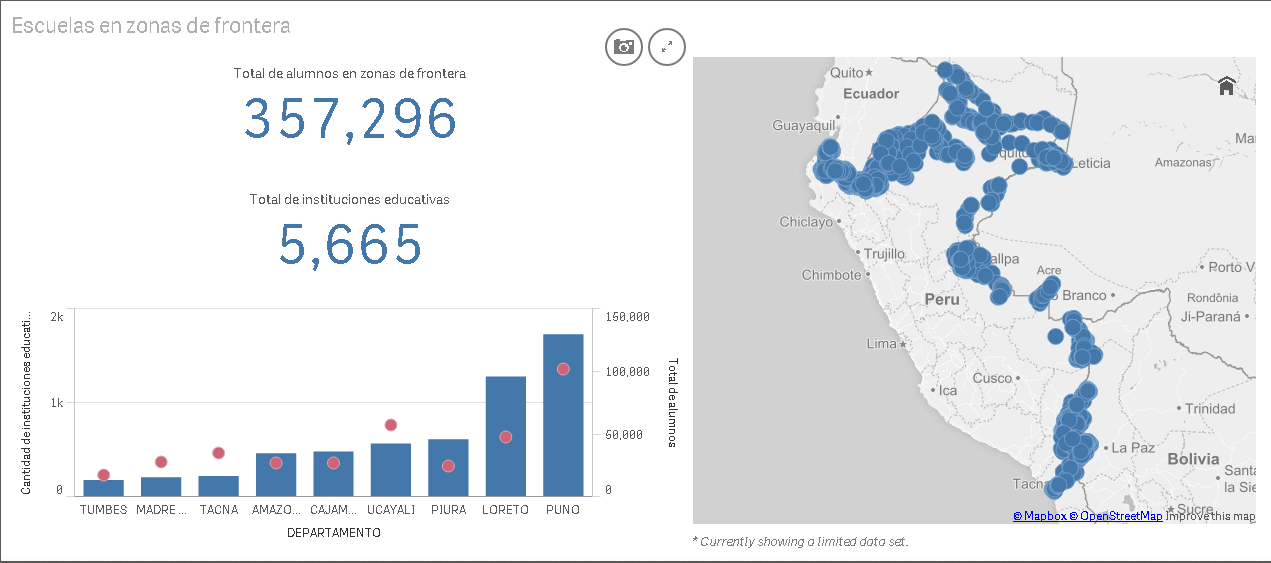 Escuelas en zonas de frontera
Total de alumnos en zonas de frontera
357,296
Total de instituciones educativas
5,665
Cantidad de instituciones educati...
2k
1k
0
150,000
100,000
50,000
0
Total de alumnos
TUMBES
MADRE ...
TACNA
AMAZO...
CAJAM...
UCAYALI
PIURA
LORETO
PUNO
DEPARTAMENTO
Quito
Ecuador
Guayaquil
Leticia
Amazonas
Chiclayo
Trujillo
Chimbote
Acre
Branco
Porto V
Rondônia
Ji-Paraná
Peru
Lima
Cusco
Ica
Trinidad
La Paz
Bolivia
Santa
la Sie
Tacna
Sucre
© Mapbox © OpenStreetMap Improve this map
* Currently showing a limited data set.